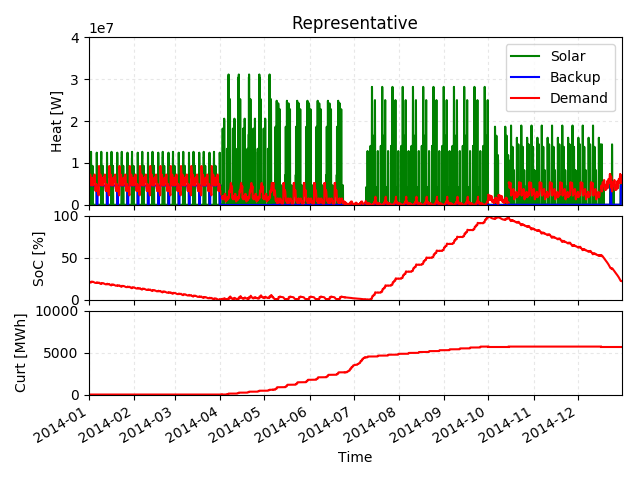 Representative
1e7
4
3
2
1
0
Heat [W]
Solar
Backup
Demand
100
50
0
SoC [%]
10000
5000
0
Curt [MWh]
2014-01
2014-02
2014-03
2014-04
2014-05
2014-06
2014-07
2014-08
2014-09
2014-10
2014-11
2014-12
Time